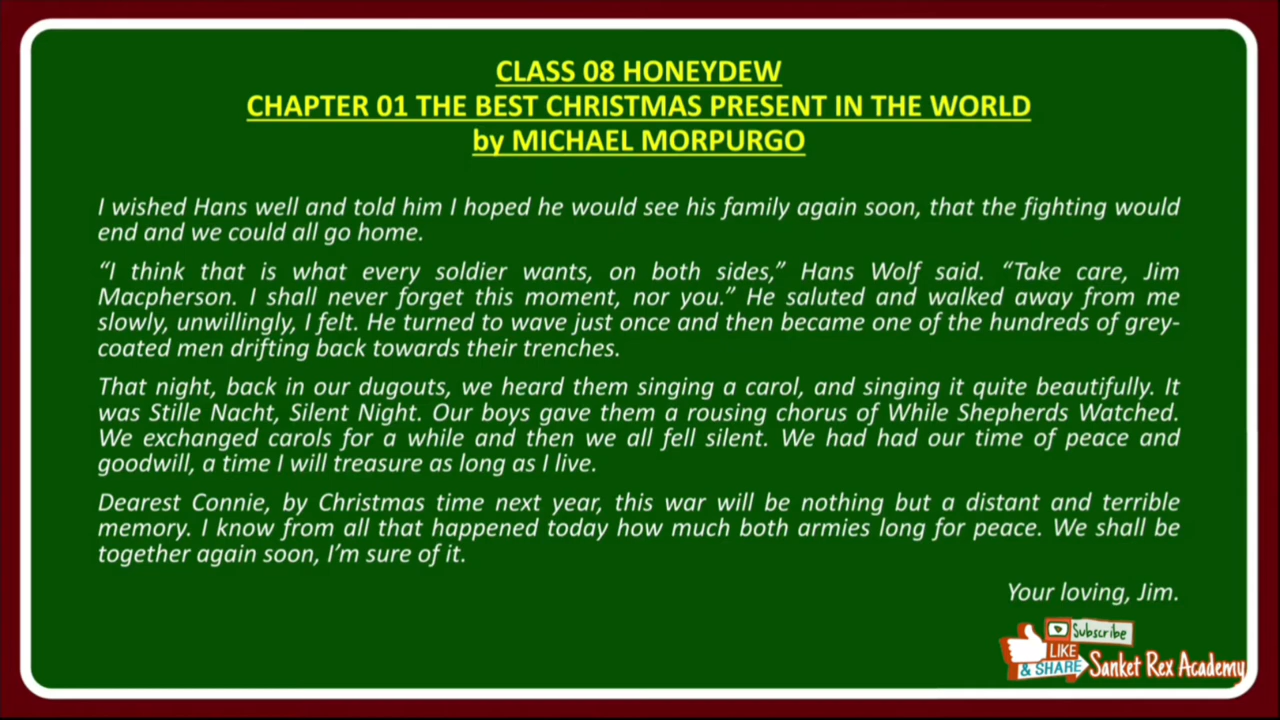 CLASS 08 HONEYDEW
CHAPTER 01 THE BEST CHRISTMAS PRESENT IN THE WORLD
by MICHAEL MORPURGO
I wished Hans well and told him I hoped he would see his family again soon, that the fighting would
end and we could all go home.
“I think that is what every soldier wants, on both sides,” Hans Wolf said. “Take care, Jim
Macpherson. I shall never forget this moment, nor you.” He saluted and walked away from me
slowly, unwillingly, I felt. He turned to wave just once and then became one of the hundreds of grey-
coated men drifting back towards their trenches.
That night, back in our dugouts, we heard them singing a carol, and singing it quite beautifully. It
was Stille Nacht, Silent Night. Our boys gave them a rousing chorus of While Shepherds Watched.
We exchanged carols for a while and then we all fell silent. We had had our time of peace and
goodwill, a time I will treasure as long as I live.
Dearest Connie, by Christmas time next year, this war will be nothing but a distant and terrible
memory. I know from all that happened today how much both armies long for peace. We shall be
together again soon, I’m sure of it.
Your loving, Jim.
Subscribe
LIKE
& SHARE
Sanket Rex Academy